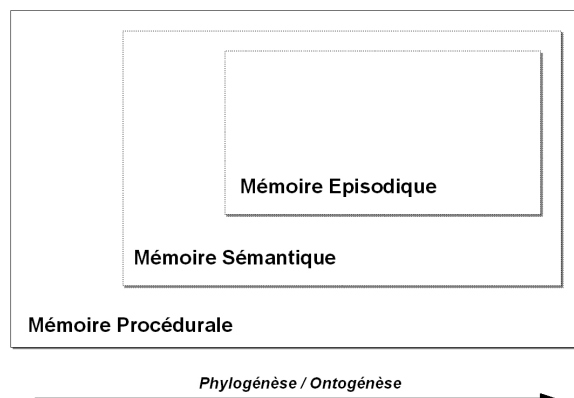 Mémoire Episodique
Mémoire Sémantique
Mémoire Procédurale
Phylogénèse / Ontogénèse